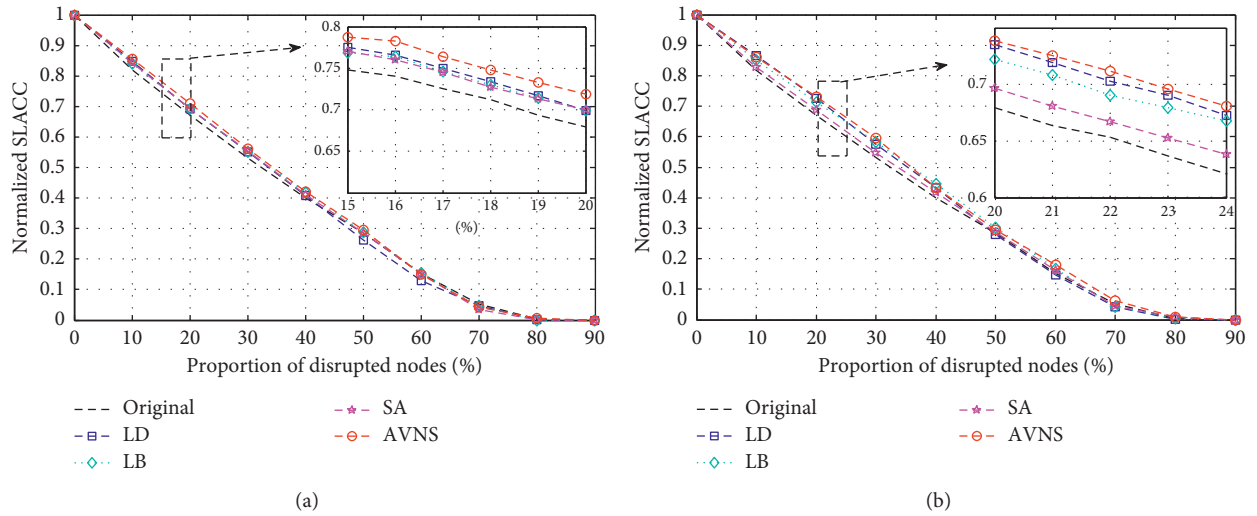 1
0.9
0.8
0.7
0.6
0.5
0.4
0.3
0.2
0.1
0
Normalized SLACC
0 10 20 30 40 50 60 70 80 90
Proportion of disrupted nodes (%)
0.8
0.75
0.7
0.65
15 16 17 18 19 20
(%)
Original
LD
LB
SA
AVNS
(a)
1
0.9
0.8
0.7
0.6
0.5
0.4
0.3
0.2
0.1
0
Normalized SLACC
0 10 20 30 40 50 60 70 80 90
Proportion of disrupted nodes (%)
0.7
0.65
0.6
20 21 22 23 24
Original
LD
LB
SA
AVNS
(b)